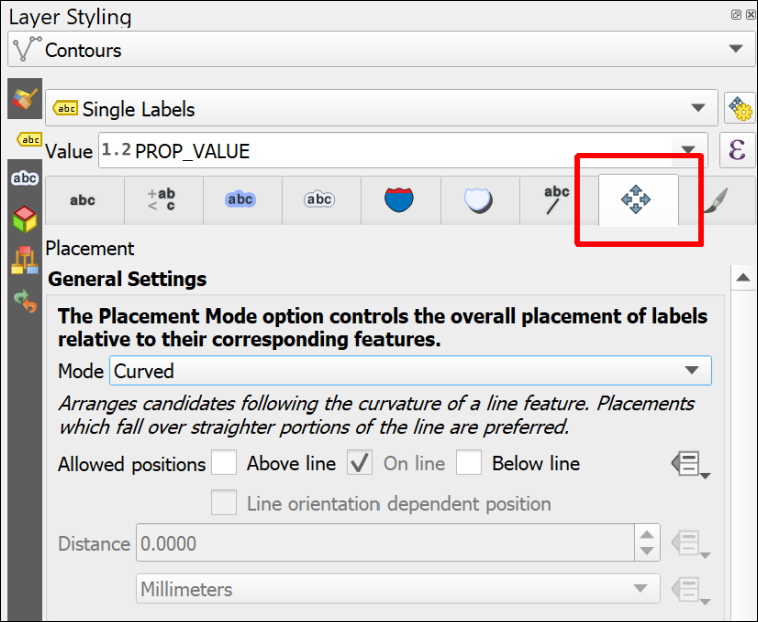 Layer Styling
Contours
abc Single Labels
abc
Value 1.2 PROP_VALUE ε
abc
abc +ab < c abc abc abc
Placement
General Settings
The Placement Mode option controls the overall placement of labels
relative to their corresponding features.
Mode Curved
Arranges candidates following the curvature of a line feature. Placements
which fall over straighter portions of the line are preferred.
Allowed positions Above line On line Below line
Line orientation dependent position
Distance 0.0000
Millimeters